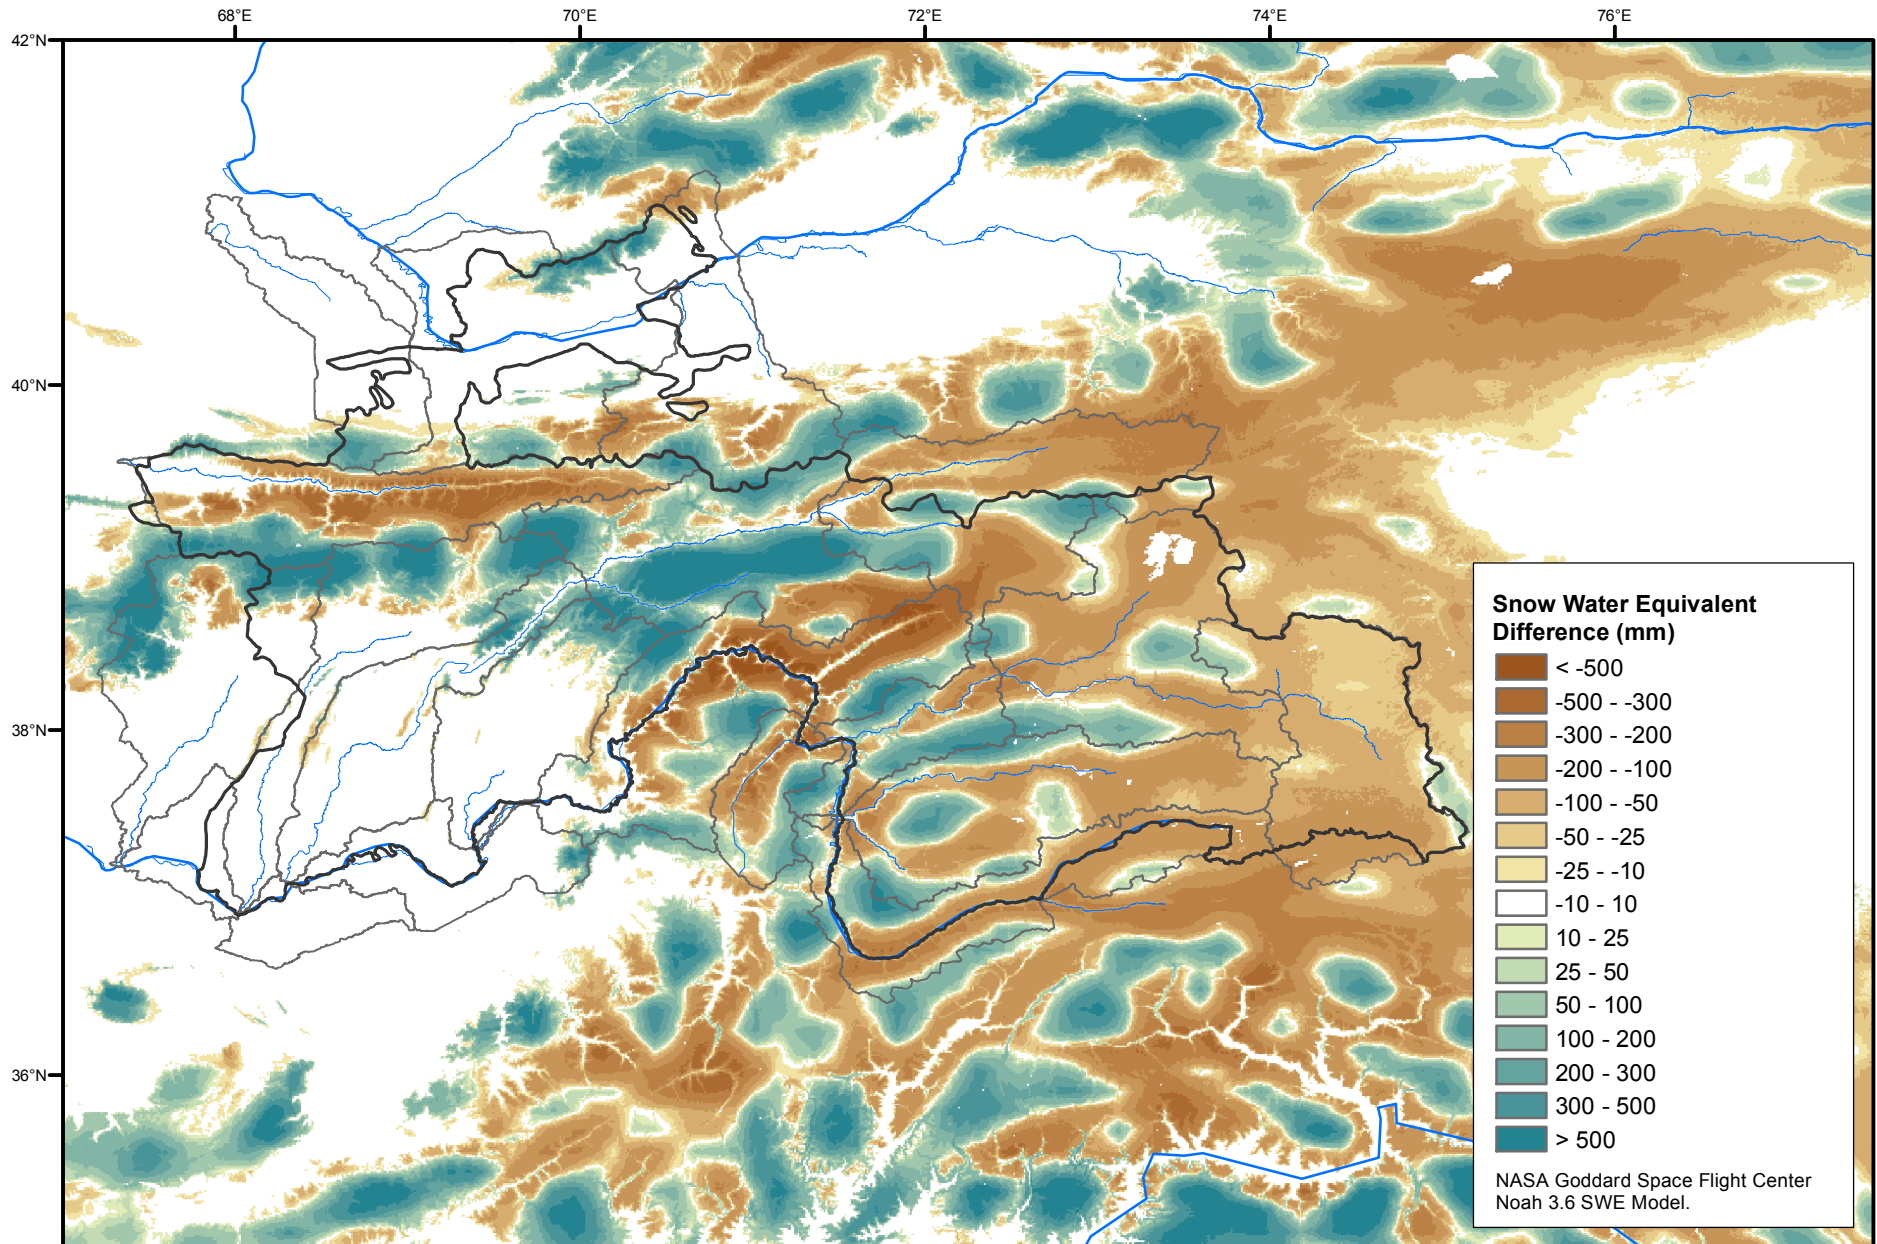 68°E 70°E 72°E 74°E 76°E
42°N
40°N
38°N
36°N
Snow Water Equivalent
Difference (mm)
< -500
-500 - -300
-300 - -200
-200 - -100
-100 - -50
-50 - -25
-25 - -10
-10 - 10
10 - 25
25 - 50
50 - 100
100 - 200
200 - 300
300 - 500
> 500
NASA Goddard Space Flight Center
Noah 3.6 SWE Model.